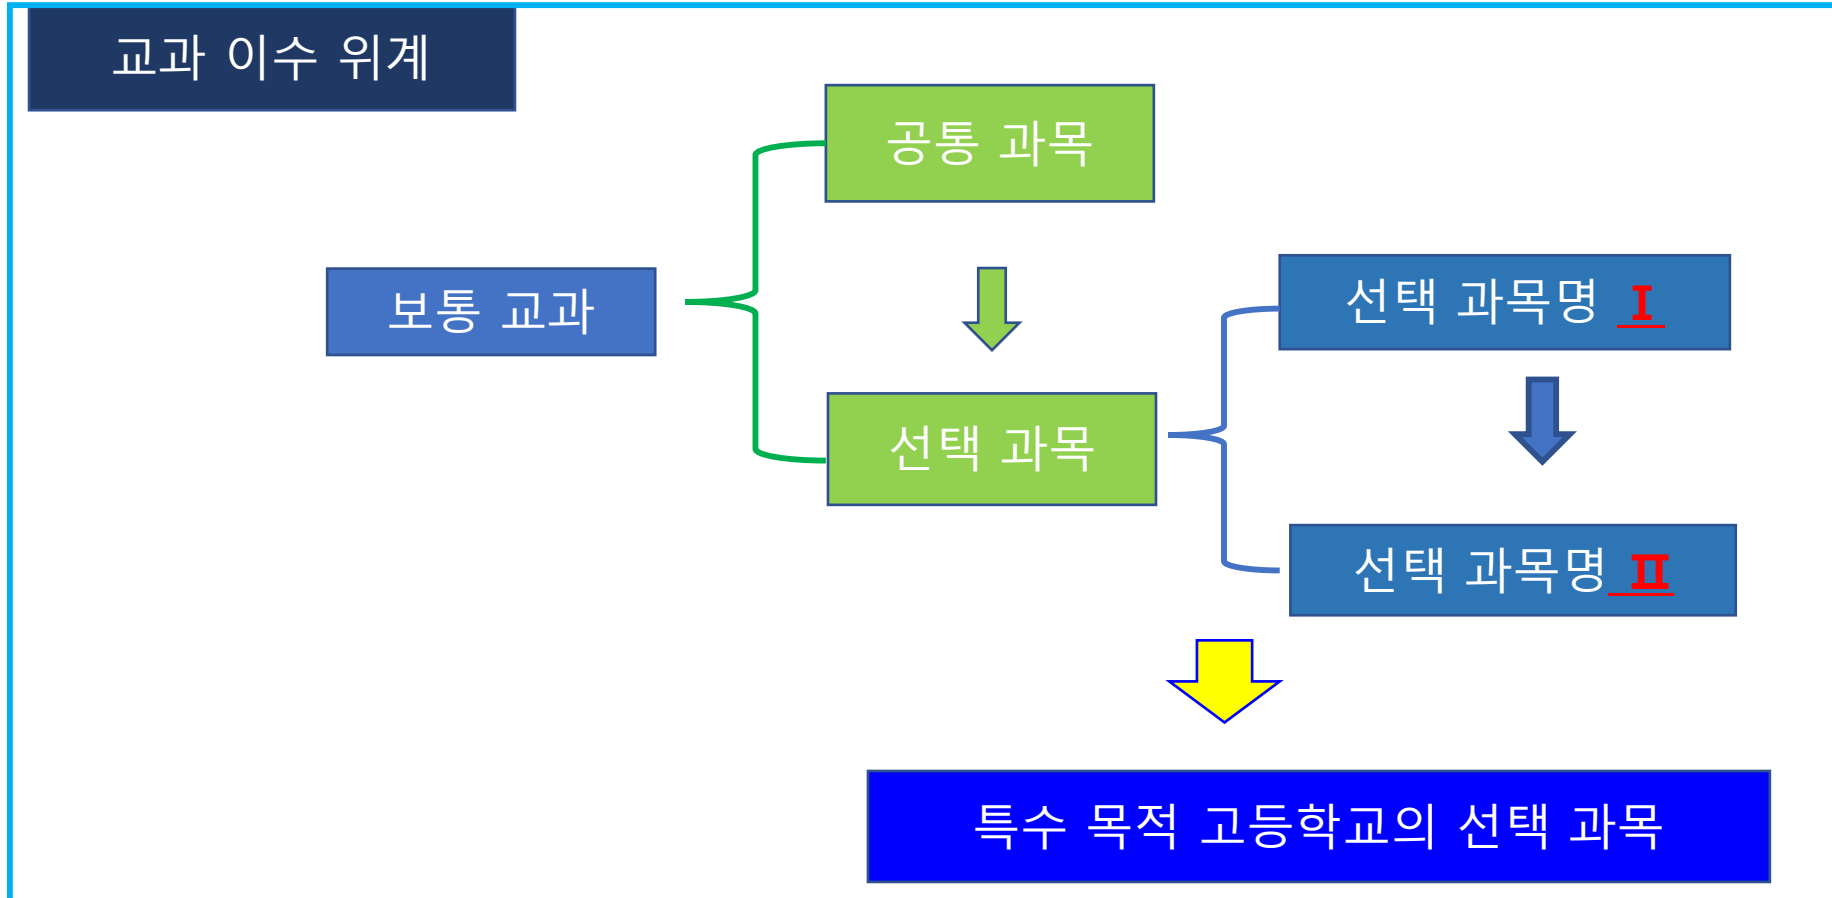 교과 이수 위계
공통 과목
보통 교과
선택 과목명 Ⅰ
선택 과목
선택 과목명 Ⅱ
특수 목적 고등학교의 선택 과목